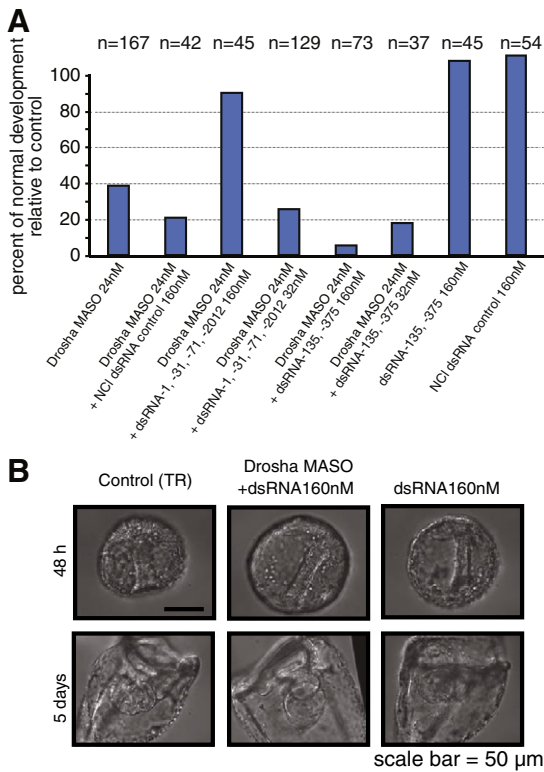 A
n=167 n=42 n=45 n=129 n=73 n=37 n=45 n=54
percent of normal development
relative to control
100
80
60
40
20
0
Drosha MASO 24nM
Drosha MASO 24nM
+ NCI dsRNA control 160nM
Drosha MASO 24nM
+ dsRNA-1, -31, -71, -2012 160nM
Drosha MASO 24nM
+ dsRNA-1, -31, -71, -2012 32nM
Drosha MASO 24nM
+ dsRNA-135, -375 160nM
Drosha MASO 24nM
+ dsRNA-135, -375 32nM
dsRNA-135, -375 160nM
NCI dsRNA control 160nM
B
Control (TR)
Drosha MASO
+dsRNA160nM
dsRNA160nM
48 h
5 days
scale bar = 50 µm